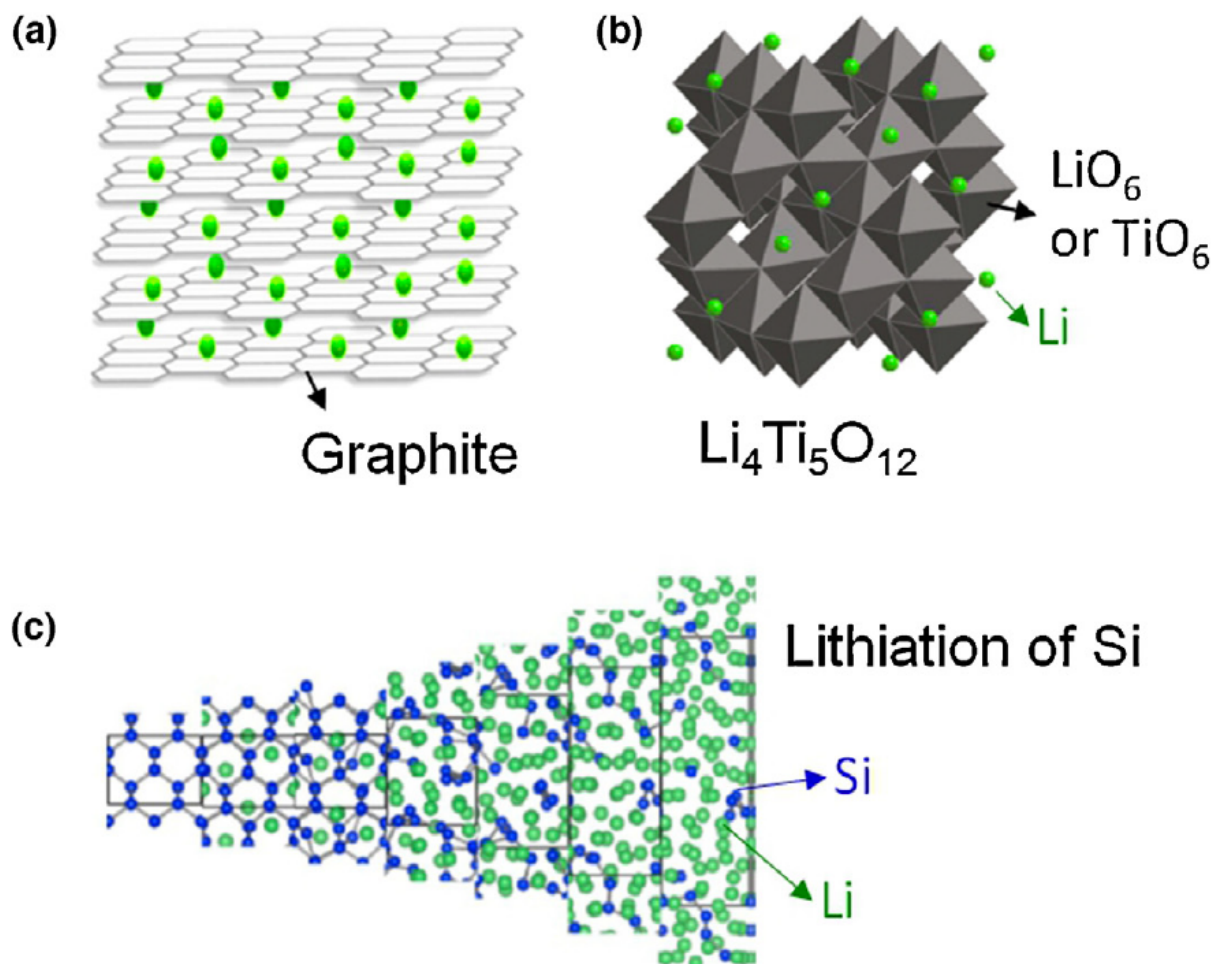 (a)
(b)
LiO₆
or TiO₆
Li
Graphite
Li₄Ti₅O₁₂
(c)
Lithiation of Si
Si
Li